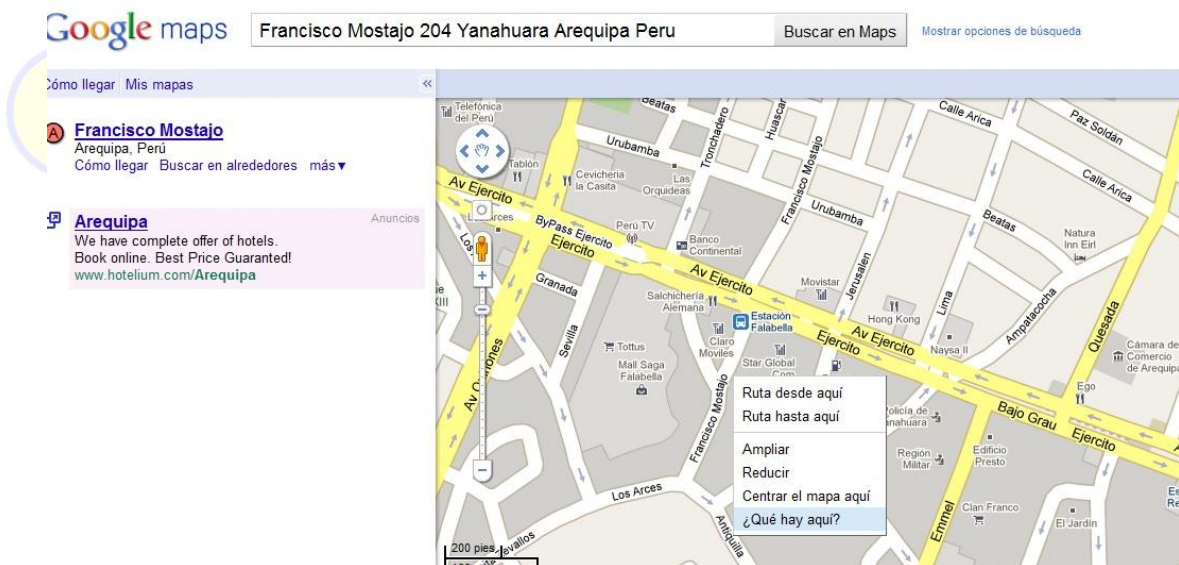 Google maps
Francisco Mostajo 204 Yanahuara Arequipa Peru
Buscar en Maps
Mostrar opciones de búsqueda
Cómo llegar Mis mapas
«
A
Francisco Mostajo
Arequipa, Perú
Cómo llegar Buscar en alrededores más▼
Arequipa
Anuncios
We have complete offer of hotels.
Book online. Best Price Guaranted!
www.hotelium.com/Arequipa
Telefónica
del Perú
Beatas
Tronchadero
Huascar
Calle Arica
Paz Soldán
Urubamba
Tablón
Cevicheria
la Casita
Las
Orquideas
Francisco Mostajo
Calle Arica
Av Ejercito
Urubamba
Beatas
ByPass Ejercito
Perú TV
Banco
Continental
Natura
Inn Eirl
Ejercito
Av Ejercito
Granada
Movistar
Jerusalen
Lima
Ampatacocha
Quesada
Salchichería
Alemana
Estación
Falabella
Hong Kong
Sevilla
Tottus
Claro
Moviles
Ejercito
Av Ejercito
Naysa II
Cámara de
Comercio
de Arequipa
Mall Saga
Falabella
Star Global
Com
Ego
Francisco Mostajo
Bajo Grau
Ejercito
Región
Militar
Edificio
Presto
Los Arces
Clan Franco
El Jardín
Antiquilla
Emmel
Ruta desde aquí
Ruta hasta aquí
Ampliar
Reducir
Centrar el mapa aquí
¿Qué hay aquí?
200 pies